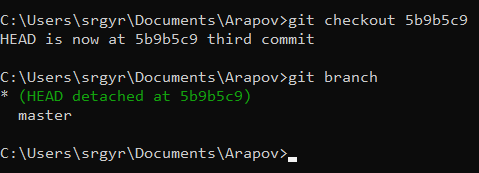 C:\Users\srgyr\Documents\Arapov>git checkout 5b9b5c9
HEAD is now at 5b9b5c9 third commit
C:\Users\srgyr\Documents\Arapov>git branch
* (HEAD detached at 5b9b5c9)
master
C:\Users\srgyr\Documents\Arapov>